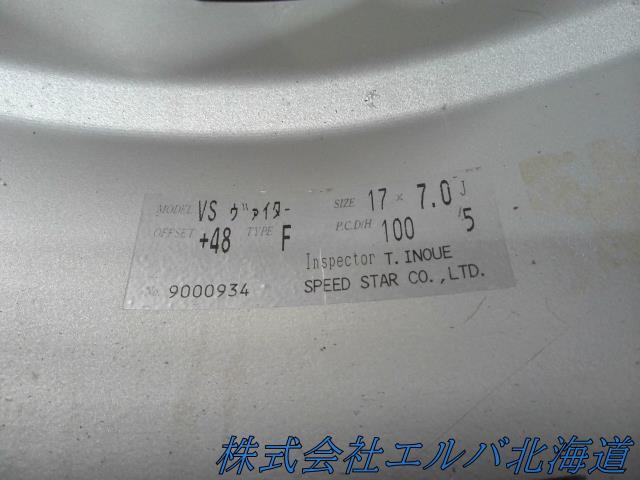 MODEL VS ヴァイター SIZE 17 × 7.0 J
OFFSET +48 TYPE F P.C.D/H 100 /5
Inspector T. INOUE
No. 9000934 SPEED STAR CO.,LTD.
株式会社エルバ北海道